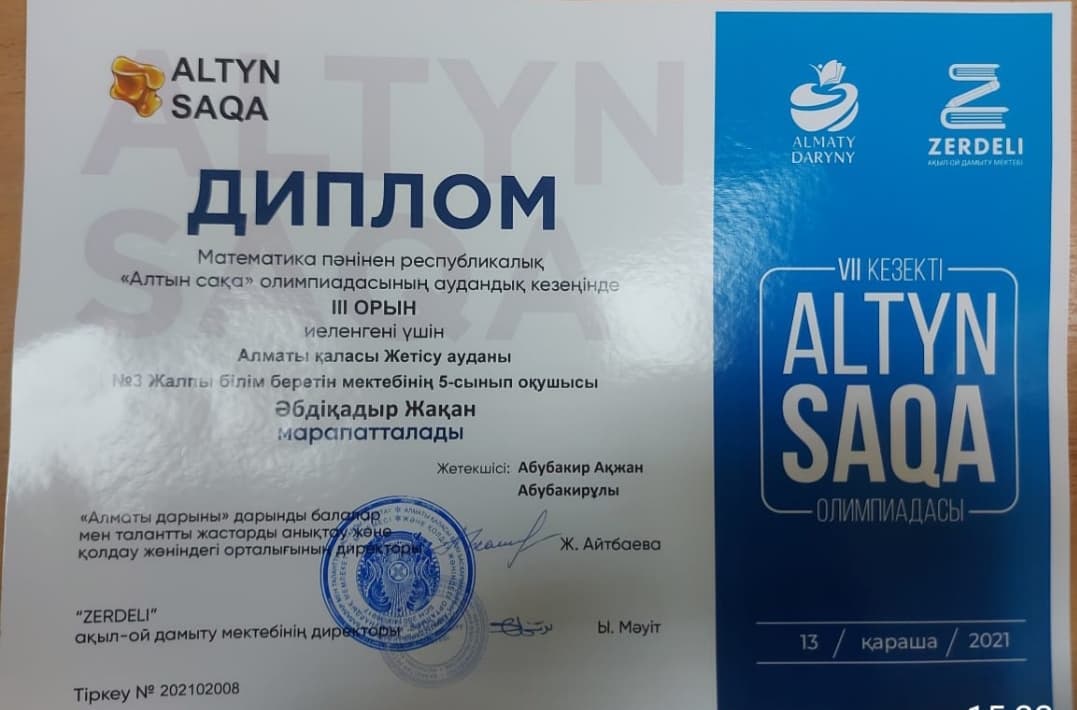 ALTYN
SAQA
ДИПЛОМ
Математика пәнінен республикалық
«Алтын сақа» олимпиадасының аудандық кезеңінде
III ОРЫН
иеленгені үшін
Алматы қаласы Жетісу ауданы
№3 Жалпы білім беретін мектебінің 5-сынып оқушысы
Әбдіқадыр Жақан
марапатталады
Жетекшісі: Абубакир Ақжан
Абубакирұлы
«Алматы дарыны» дарынды балалар
мен талантты жастарды анықтау және
қолдау жөніндегі орталығының директоры
Ж. Айтбаева
"ZERDELI"
ақыл-ой дамыту мектебінің директоры
Ы. Мәуіт
Тіркеу № 202102008
ALMATY
DARYNY
ZERDELI
АҚЫЛ-ОЙ ДАМЫТУ МЕКТЕБІ
VII КЕЗЕКТІ
ALTYN
SAQA
ОЛИМПИАДАСЫ
13 / қараша / 2021